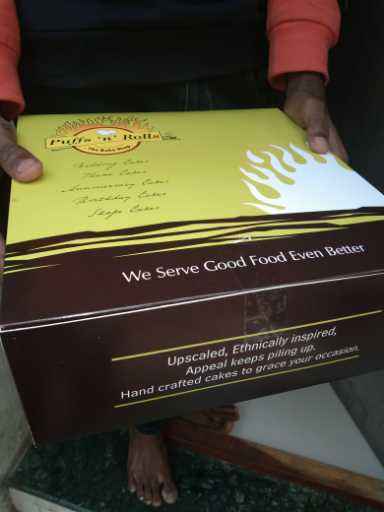 Puffs 'n' Rolls
The Bake Shop
Wedding Cakes
Theme Cakes
Anniversary Cakes
Birthday Cakes
Shape Cakes
We Serve Good Food Even Better
Upscaled, Ethnically inspired,
Appeal keeps piling up.
Hand crafted cakes to grace your occasion.